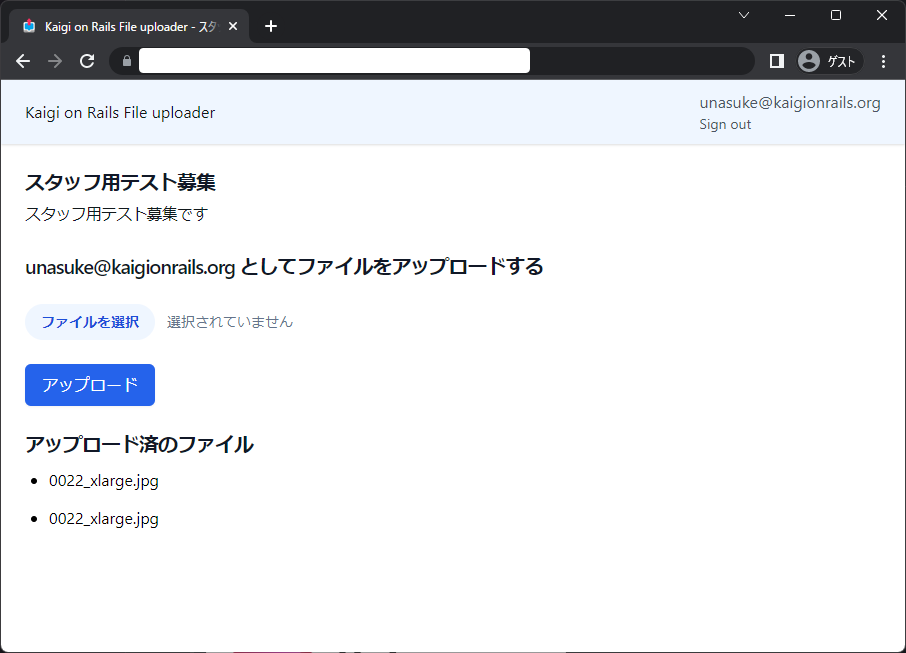 Kaigi on Rails File uploader - スタ
ゲスト
Kaigi on Rails File uploader
unasuke@kaigionrails.org
Sign out
スタッフ用テスト募集
スタッフ用テスト募集です
unasuke@kaigionrails.org としてファイルをアップロードする
ファイルを選択 選択されていません
アップロード
アップロード済のファイル
0022_xlarge.jpg
0022_xlarge.jpg